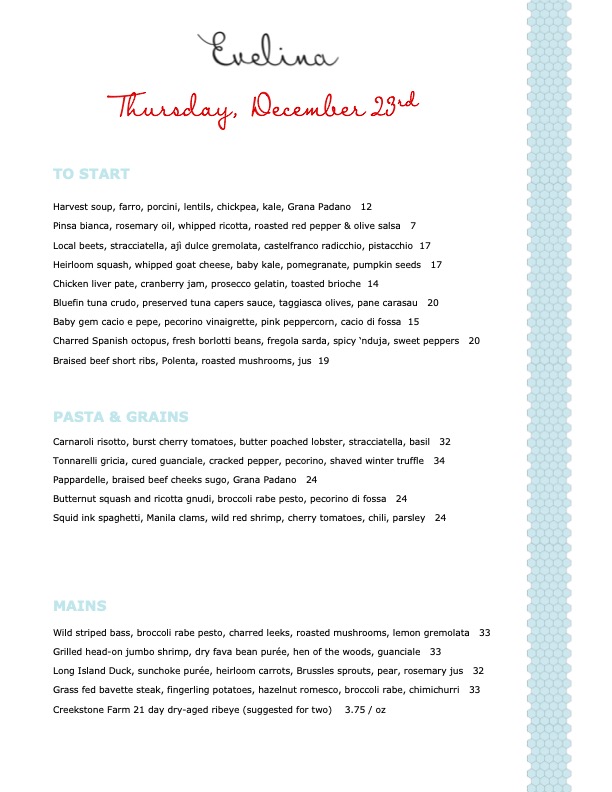 Evelina
Thursday, December 23rd
TO START
Harvest soup, farro, porcini, lentils, chickpea, kale, Grana Padano 12
Pinsa bianca, rosemary oil, whipped ricotta, roasted red pepper & olive salsa 7
Local beets, stracciatella, ajì dulce gremolata, castelfranco radicchio, pistacchio 17
Heirloom squash, whipped goat cheese, baby kale, pomegranate, pumpkin seeds 17
Chicken liver pate, cranberry jam, prosecco gelatin, toasted brioche 14
Bluefin tuna crudo, preserved tuna capers sauce, taggiasca olives, pane carasau 20
Baby gem cacio e pepe, pecorino vinaigrette, pink peppercorn, cacio di fossa 15
Charred Spanish octopus, fresh borlotti beans, fregola sarda, spicy ‘nduja, sweet peppers 20
Braised beef short ribs, Polenta, roasted mushrooms, jus 19
PASTA & GRAINS
Carnaroli risotto, burst cherry tomatoes, butter poached lobster, stracciatella, basil 32
Tonnarelli gricia, cured guanciale, cracked pepper, pecorino, shaved winter truffle 34
Pappardelle, braised beef cheeks sugo, Grana Padano 24
Butternut squash and ricotta gnudi, broccoli rabe pesto, pecorino di fossa 24
Squid ink spaghetti, Manila clams, wild red shrimp, cherry tomatoes, chili, parsley 24
MAINS
Wild striped bass, broccoli rabe pesto, charred leeks, roasted mushrooms, lemon gremolata 33
Grilled head-on jumbo shrimp, dry fava bean purée, hen of the woods, guanciale 33
Long Island Duck, sunchoke purée, heirloom carrots, Brussles sprouts, pear, rosemary jus 32
Grass fed bavette steak, fingerling potatoes, hazelnut romesco, broccoli rabe, chimichurri 33
Creekstone Farm 21 day dry-aged ribeye (suggested for two) 3.75 / oz